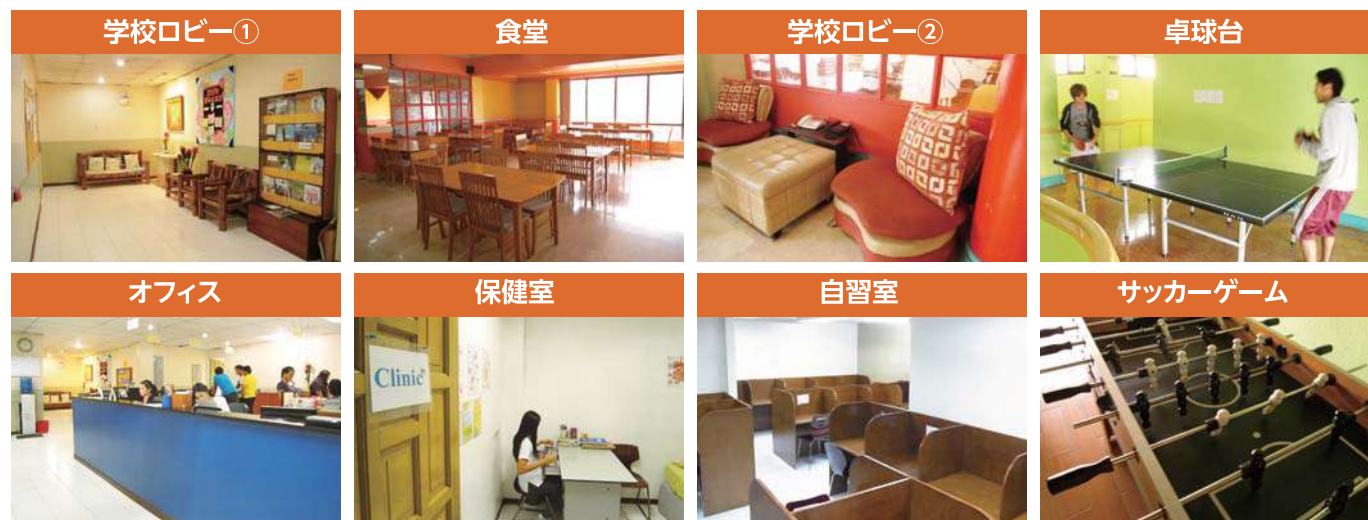 学校ロビー①
食堂
学校ロビー②
卓球台
オフィス
保健室
自習室
サッカーゲーム
Clinic